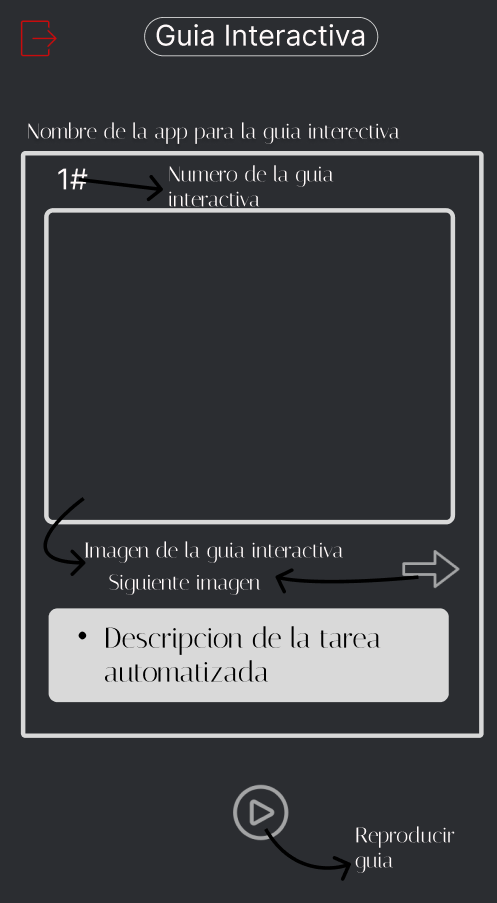 Guia Interactiva
Nombre de la app para la guia interectiva
1#
Numero de la guia
interactiva
Imagen de la guia interactiva
Siguiente imagen
• Descripcion de la tarea
automatizada
Reproducir
guia